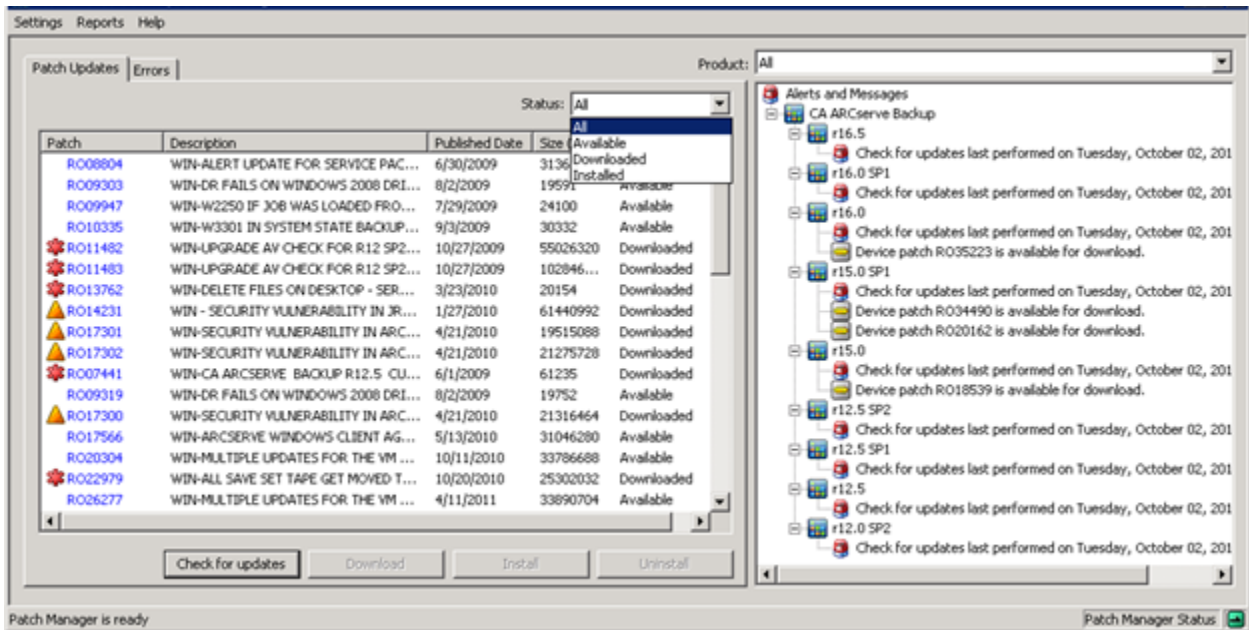 Settings Reports Help
Patch Updates Errors
Product: All
Status: All
All
Available
Downloaded
Installed
Patch Description Published Date Size (
RO08804 WIN-ALERT UPDATE FOR SERVICE PAC... 6/30/2009 3136
RO09303 WIN-DR FAILS ON WINDOWS 2008 DRI... 8/2/2009 19591 Available
RO09947 WIN-W2250 IF JOB WAS LOADED FRO... 7/29/2009 24100 Available
RO10335 WIN-W3301 IN SYSTEM STATE BACKUP... 9/3/2009 30332 Available
RO11482 WIN-UPGRADE AV CHECK FOR R12 SP2... 10/27/2009 55026320 Downloaded
RO11483 WIN-UPGRADE AV CHECK FOR R12 SP2... 10/27/2009 102846... Downloaded
RO13762 WIN-DELETE FILES ON DESKTOP - SER... 3/23/2010 20154 Downloaded
RO14231 WIN - SECURITY VULNERABILITY IN JR... 1/27/2010 61440992 Downloaded
RO17301 WIN-SECURITY VULNERABILITY IN ARC... 4/21/2010 19515088 Downloaded
RO17302 WIN-SECURITY VULNERABILITY IN ARC... 4/21/2010 21275728 Downloaded
RO07441 WIN-CA ARCSERVE BACKUP R12.5 CU... 6/1/2009 61235 Downloaded
RO09319 WIN-DR FAILS ON WINDOWS 2008 DRI... 8/2/2009 19752 Available
RO17300 WIN-SECURITY VULNERABILITY IN ARC... 4/21/2010 21316464 Downloaded
RO17566 WIN-ARCSERVE WINDOWS CLIENT AG... 5/13/2010 31046280 Available
RO20304 WIN-MULTIPLE UPDATES FOR THE VM ... 10/11/2010 33786688 Available
RO22979 WIN-ALL SAVE SET TAPE GET MOVED T... 10/20/2010 25302032 Downloaded
RO26277 WIN-MULTIPLE UPDATES FOR THE VM ... 4/11/2011 33890704 Available
Check for updates Download Install Uninstall
Alerts and Messages
CA ARCserve Backup
r16.5
Check for updates last performed on Tuesday, October 02, 201
r16.0 SP1
Check for updates last performed on Tuesday, October 02, 201
r16.0
Check for updates last performed on Tuesday, October 02, 201
Device patch RO35223 is available for download.
r15.0 SP1
Check for updates last performed on Tuesday, October 02, 201
Device patch RO34490 is available for download.
Device patch RO20162 is available for download.
r15.0
Check for updates last performed on Tuesday, October 02, 201
Device patch RO18539 is available for download.
r12.5 SP2
Check for updates last performed on Tuesday, October 02, 201
r12.5 SP1
Check for updates last performed on Tuesday, October 02, 201
r12.5
Check for updates last performed on Tuesday, October 02, 201
r12.0 SP2
Check for updates last performed on Tuesday, October 02, 201
Patch Manager is ready
Patch Manager Status